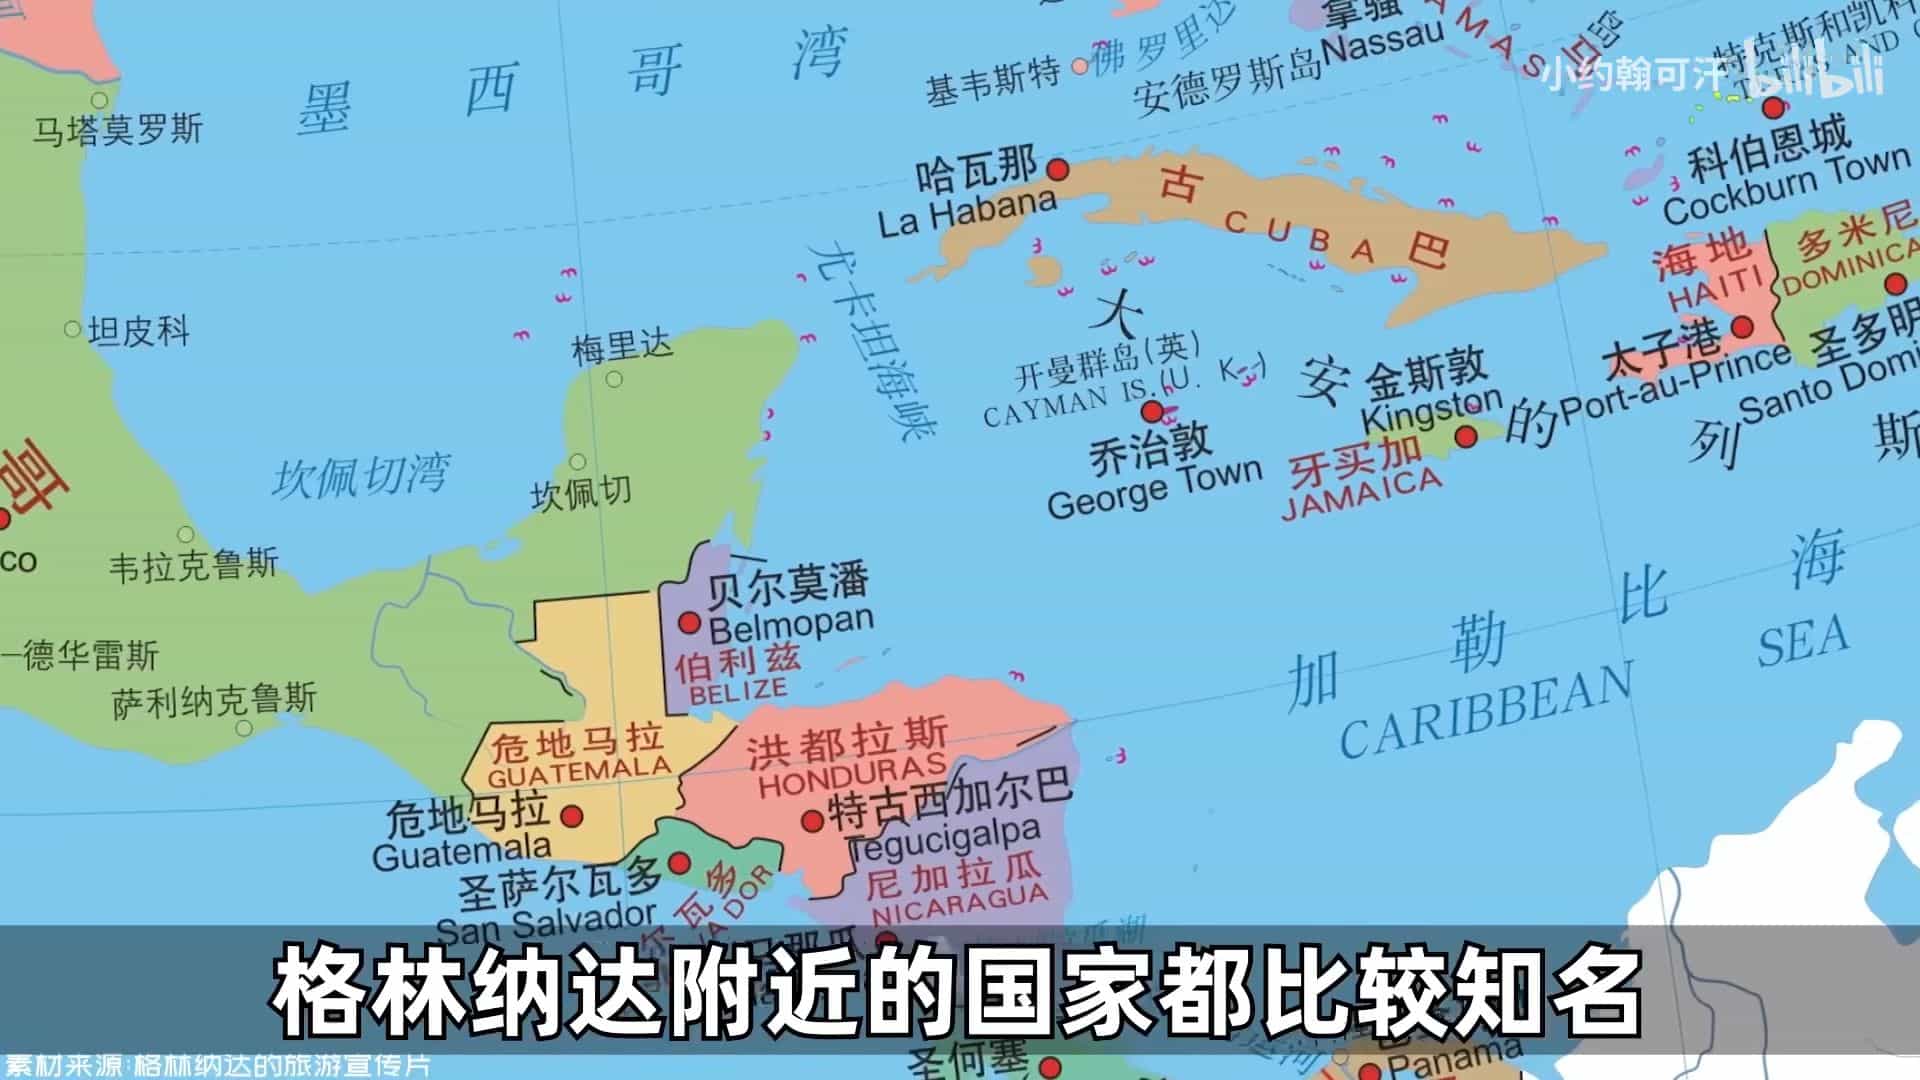 墨西哥湾
马塔莫罗斯
基韦斯特
佛罗里达
安德罗斯岛
拿骚
Nassau
AMAS
特克斯和凯科
小约翰可汗
bilibili
哈瓦那
La Habana
古巴
CUBA
科伯恩城
Cockburn Town
海地
HAITI
多米尼
DOMINICA
太子港
Port-au-Prince
圣多明
Santo Domi
坦皮科
梅里达
尤卡坦海峡
开曼群岛(英)
CAYMAN IS.(U. K.)
乔治敦
George Town
金斯敦
Kingston
牙买加
JAMAICA
大安的列斯
哥
co
坎佩切湾
坎佩切
韦拉克鲁斯
贝尔莫潘
Belmopan
伯利兹
BELIZE
德华雷斯
萨利纳克鲁斯
加勒比海
CARIBBEAN SEA
危地马拉
GUATEMALA
洪都拉斯
HONDURAS
危地马拉
Guatemala
特古西加尔巴
Tegucigalpa
圣萨尔瓦多
San Salvador
尔瓦多
ADOR
尼加拉瓜
NICARAGUA
格林纳达附近的国家都比较知名
圣何塞
运河
Panama
素材来源:格林纳达的旅游宣传片